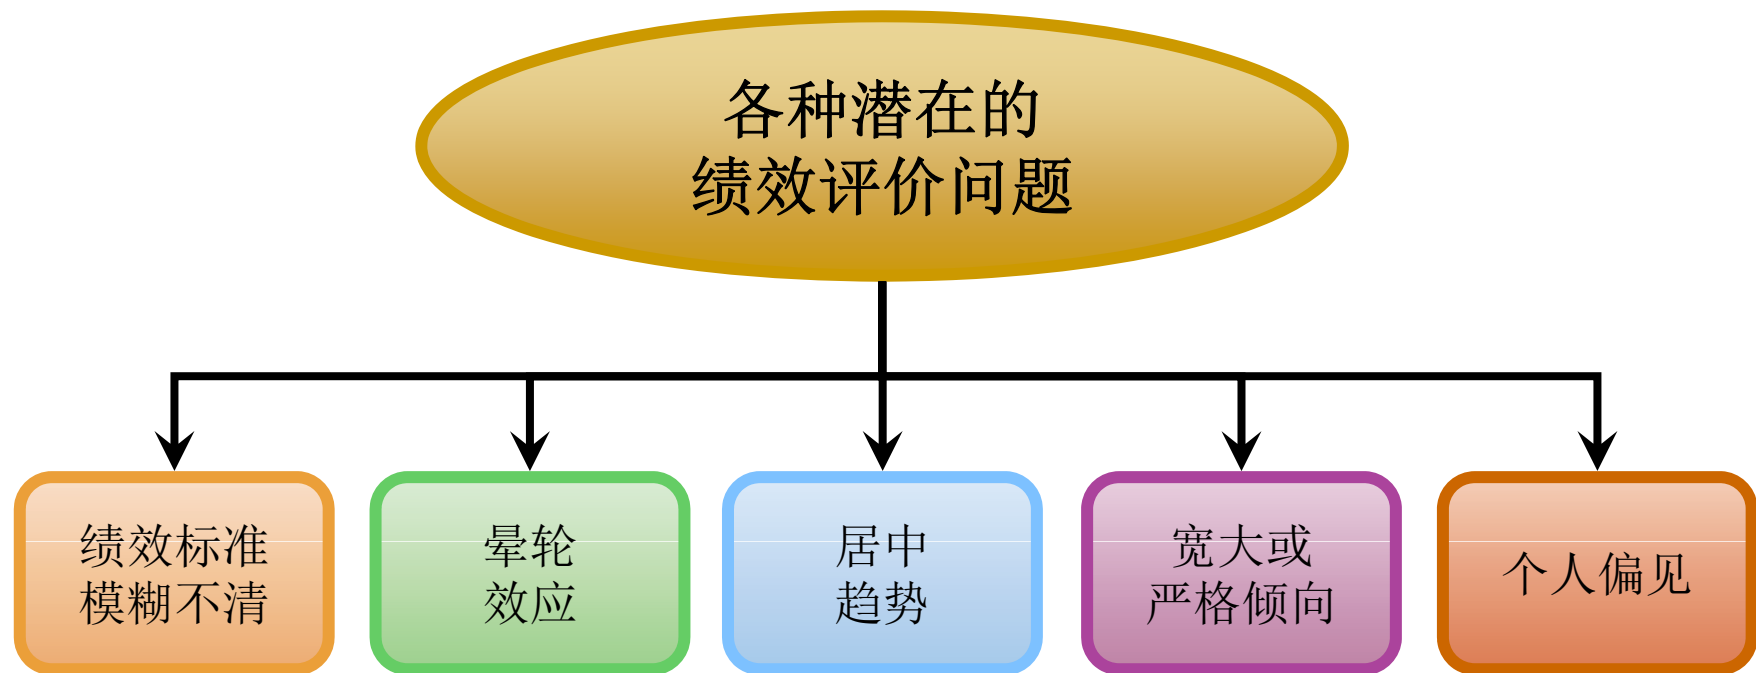 各种潜在的
绩效评价问题
绩效标准
模糊不清
晕轮
效应
居中
趋势
宽大或
严格倾向
个人偏见